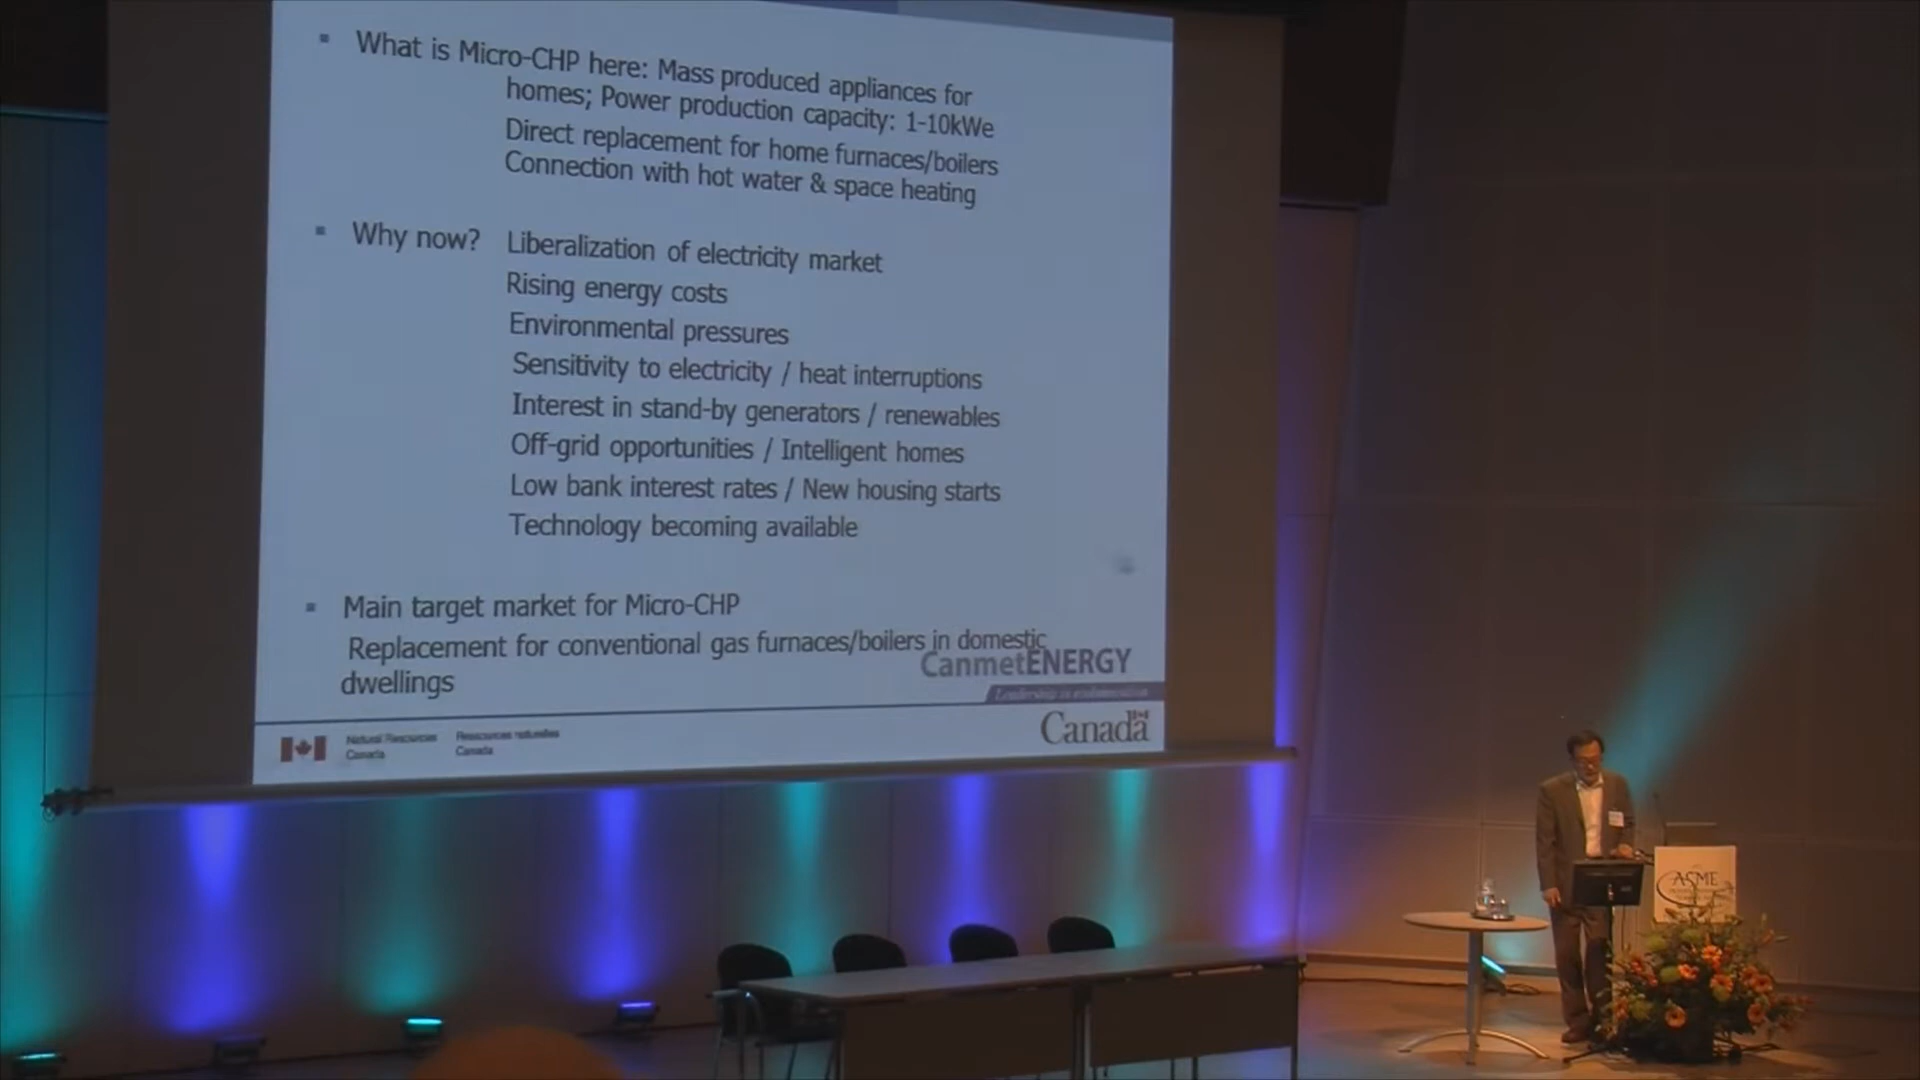 What is Micro-CHP here: Mass produced appliances for
homes; Power production capacity: 1-10kWe
Direct replacement for home furnaces/boilers
Connection with hot water & space heating
Why now? Liberalization of electricity market
Rising energy costs
Environmental pressures
Sensitivity to electricity / heat interruptions
Interest in stand-by generators / renewables
Off-grid opportunities / Intelligent homes
Low bank interest rates / New housing starts
Technology becoming available
Main target market for Micro-CHP
Replacement for conventional gas furnaces/boilers in domestic
dwellings
CanmetENERGY
Leadership in ecoInnovation
Natural Resources
Canada
Ressources naturelles
Canada
Canada
ASME